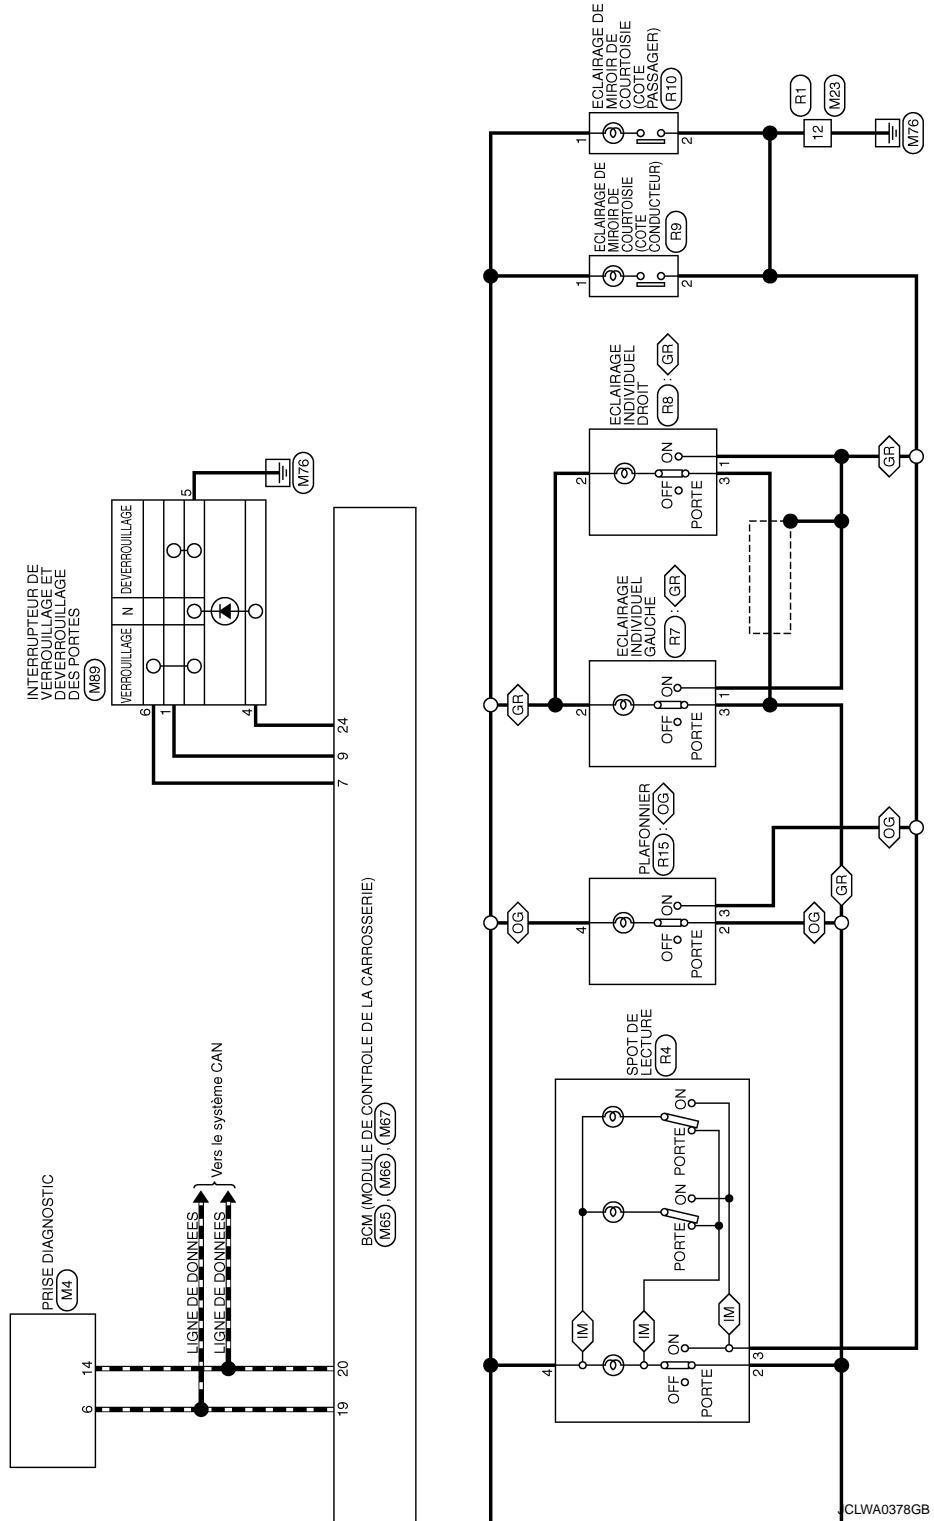 PRISE DIAGNOSTIC
M4
14
6
LIGNE DE DONNEES
LIGNE DE DONNEES
Vers le système CAN
20
19
INTERRUPTEUR DE
VERROUILLAGE ET
DEVERROUILLAGE
DES PORTES
M89
VERROUILLAGE
N
DEVERROUILLAGE
6
1
4
5
M76
24
9
7
BCM (MODULE DE CONTROLE DE LA CARROSSERIE)
M65 , M66 , M67
SPOT DE
LECTURE
R4
4
IM
IM
IM
OFF
ON
PORTE
PORTE
ON
PORTE
ON
3
2
PLAFONNIER
R15 : OG
OG
4
OFF
ON
PORTE
3
2
OG
OG
GR
ECLAIRAGE
INDIVIDUEL
GAUCHE
R7 : GR
GR
2
OFF
ON
PORTE
1
3
ECLAIRAGE
INDIVIDUEL
DROIT
R8 : GR
2
OFF
ON
PORTE
1
3
GR
ECLAIRAGE DE
MIROIR DE
COURTOISIE
(COTE
CONDUCTEUR)
R9
1
2
ECLAIRAGE DE
MIROIR DE
COURTOISIE
(COTE
PASSAGER)
R10
1
2
R1
12
M23
M76
JCLWA0378GB